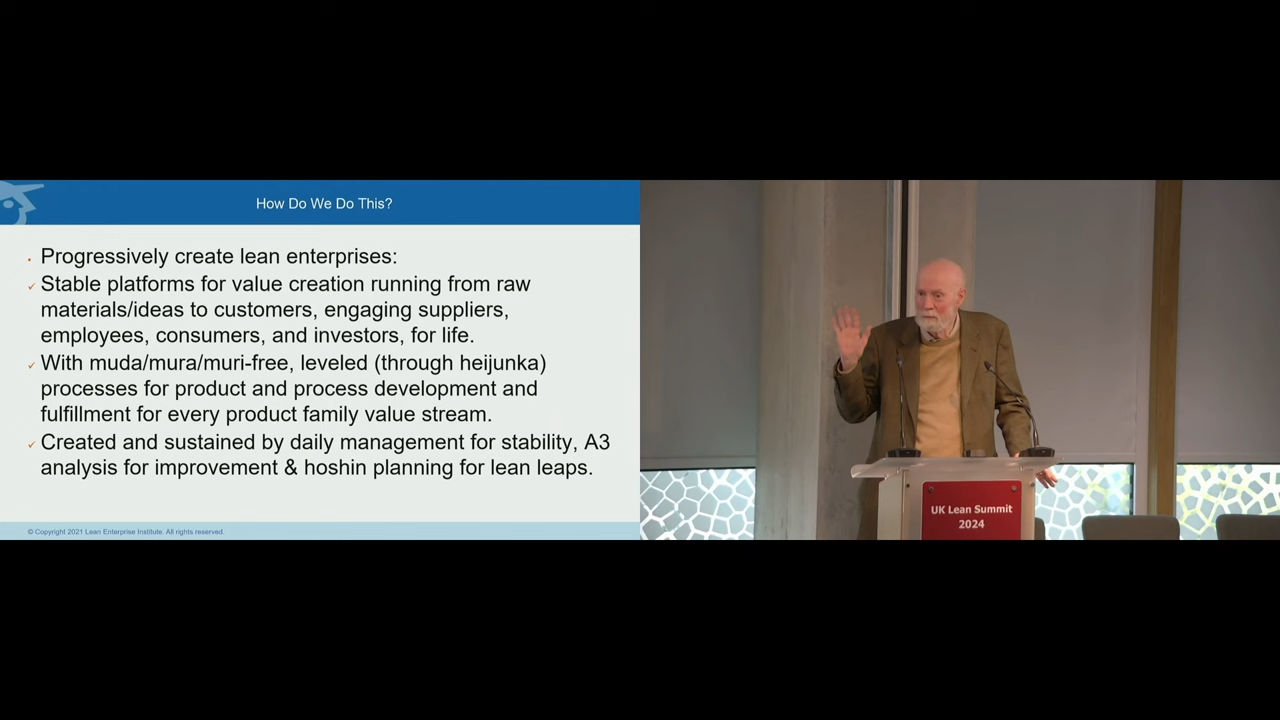 How Do We Do This?
Progressively create lean enterprises:
Stable platforms for value creation running from raw
materials/ideas to customers, engaging suppliers,
employees, consumers, and investors, for life.
With muda/mura/muri-free, leveled (through heijunka)
processes for product and process development and
fulfillment for every product family value stream.
Created and sustained by daily management for stability, A3
analysis for improvement & hoshin planning for lean leaps.
© Copyright 2021 Lean Enterprise Institute. All rights reserved
UK Lean Summit
2024